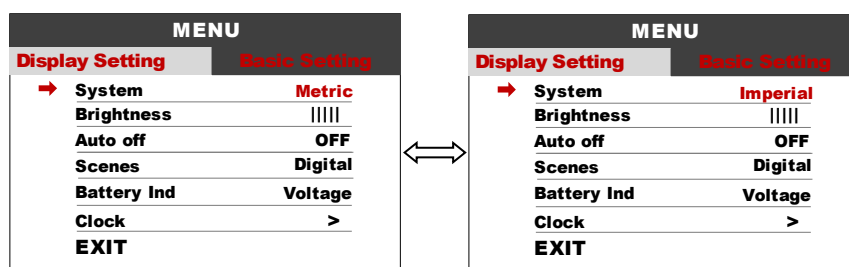 MENU
Display Setting Basic Setting
System Metric
Brightness |||||
Auto off OFF
Scenes Digital
Battery Ind Voltage
Clock >
EXIT
MENU
Display Setting Basic Setting
System Imperial
Brightness |||||
Auto off OFF
Scenes Digital
Battery Ind Voltage
Clock >
EXIT